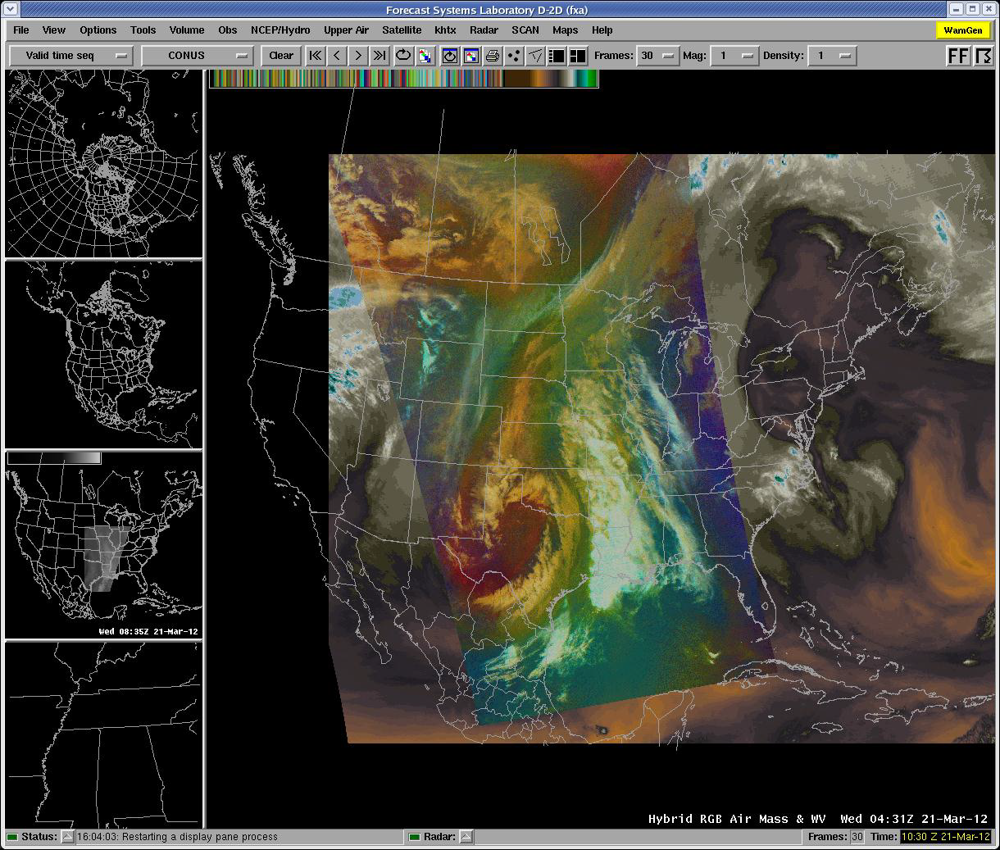 Forecast Systems Laboratory D-2D (fxa)
File View Options Tools Volume Obs NCEP/Hydro Upper Air Satellite khtx Radar SCAN Maps Help WarnGen
Valid time seq CONUS Clear Frames: 30 Mag: 1 Density: 1 FF
Wed 08:35Z 21-Mar-12
Hybrid RGB Air Mass & WV Wed 04:31Z 21-Mar-12
Status: 16:04:03: Restarting a display pane process Radar: Frames: 30 Time: 10:30 Z 21-Mar-12